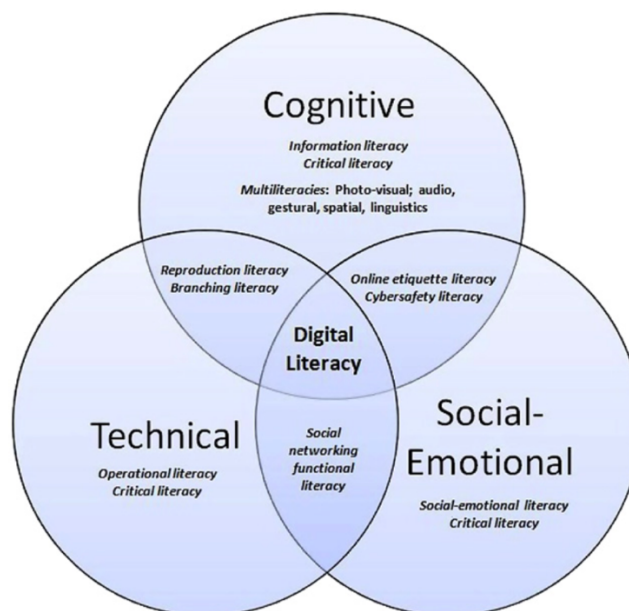 Cognitive
Information literacy
Critical literacy
Multiliteracies: Photo-visual; audio,
gestural, spatial, linguistics
Reproduction literacy
Branching literacy
Online etiquette literacy
Cybersafety literacy
Digital
Literacy
Technical
Operational literacy
Critical literacy
Social
networking
functional
literacy
Social-
Emotional
Social-emotional literacy
Critical literacy